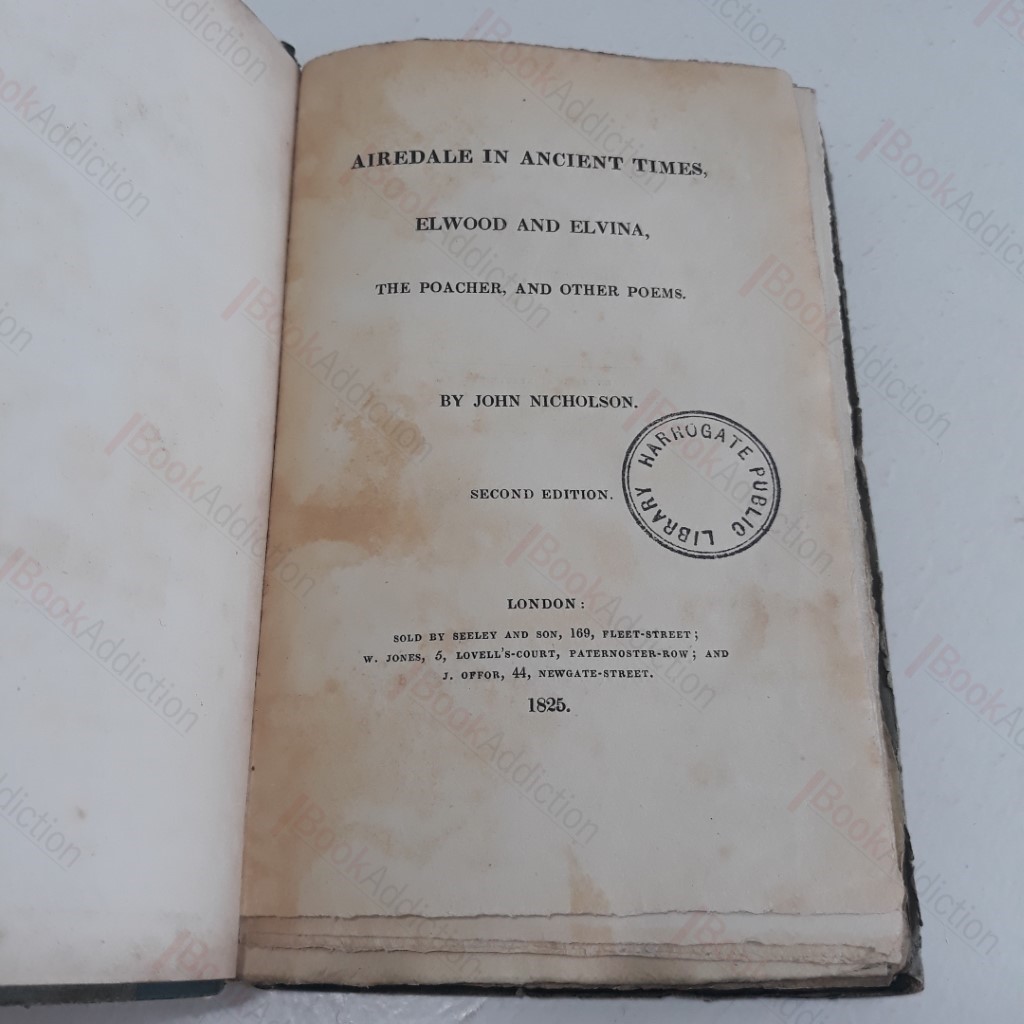 AIREDALE IN ANCIENT TIMES,
ELWOOD AND ELVINA,
THE POACHER, AND OTHER POEMS.
BY JOHN NICHOLSON.
HARROGATE PUBLIC LIBRARY
SECOND EDITION.
LONDON:
SOLD BY SEELEY AND SON, 169, FLEET-STREET;
W. JONES, 5, LOVELL'S-COURT, PATERNOSTER-ROW; AND
J. OFFOR, 44, NEWGATE-STREET.
1825.
BookAddiction